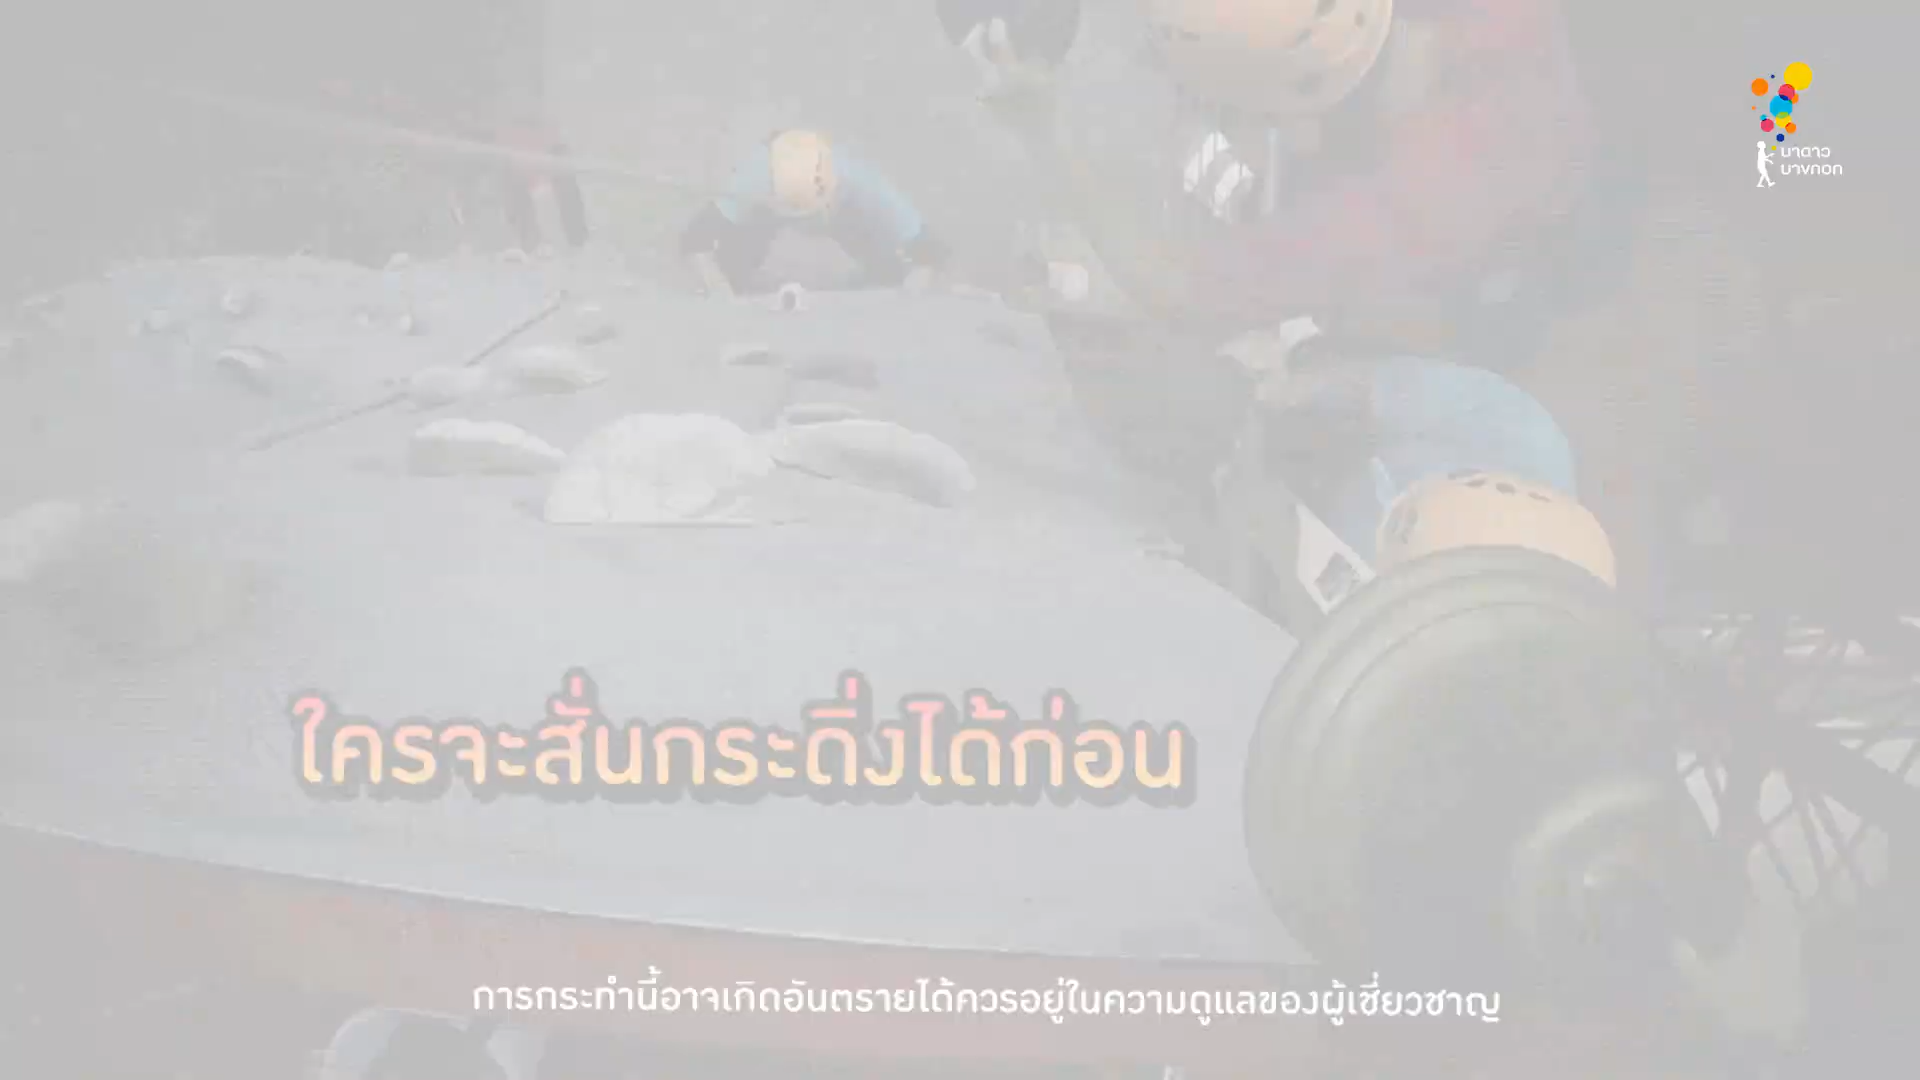 บาดาว
บางกอก
ใครจะสั่นกระดิ่งได้ก่อน
การกระทำนี้อาจเกิดอันตรายได้ควรอยู่ในความดูแลของผู้เชี่ยวชาญ